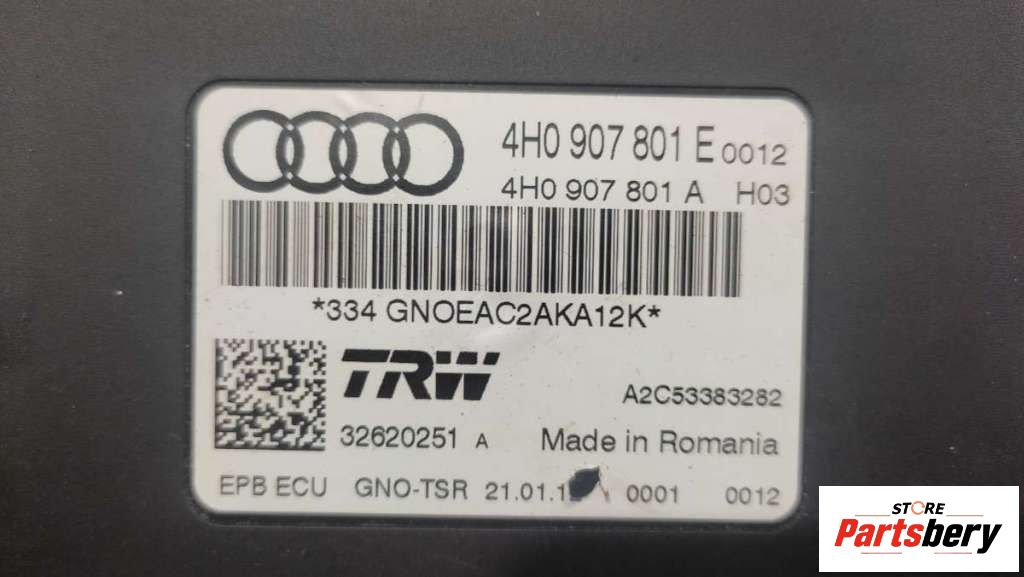 4H0 907 801 E 0012
4H0 907 801 A H03
*334 GNOEAC2AKA12K*
TRW
A2C53383282
32620251 A Made in Romania
EPB ECU GNO-TSR 0001 0012
STORE
Partsbery